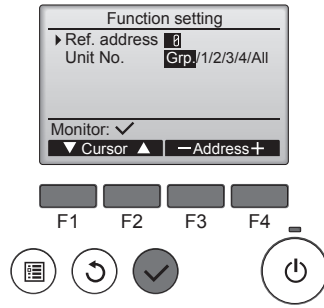 Function setting
Ref. address 0
Unit No. Grp./1/2/3/4/All
Monitor: ✓
▼ Cursor ▲ −Address+
F1 F2 F3 F4